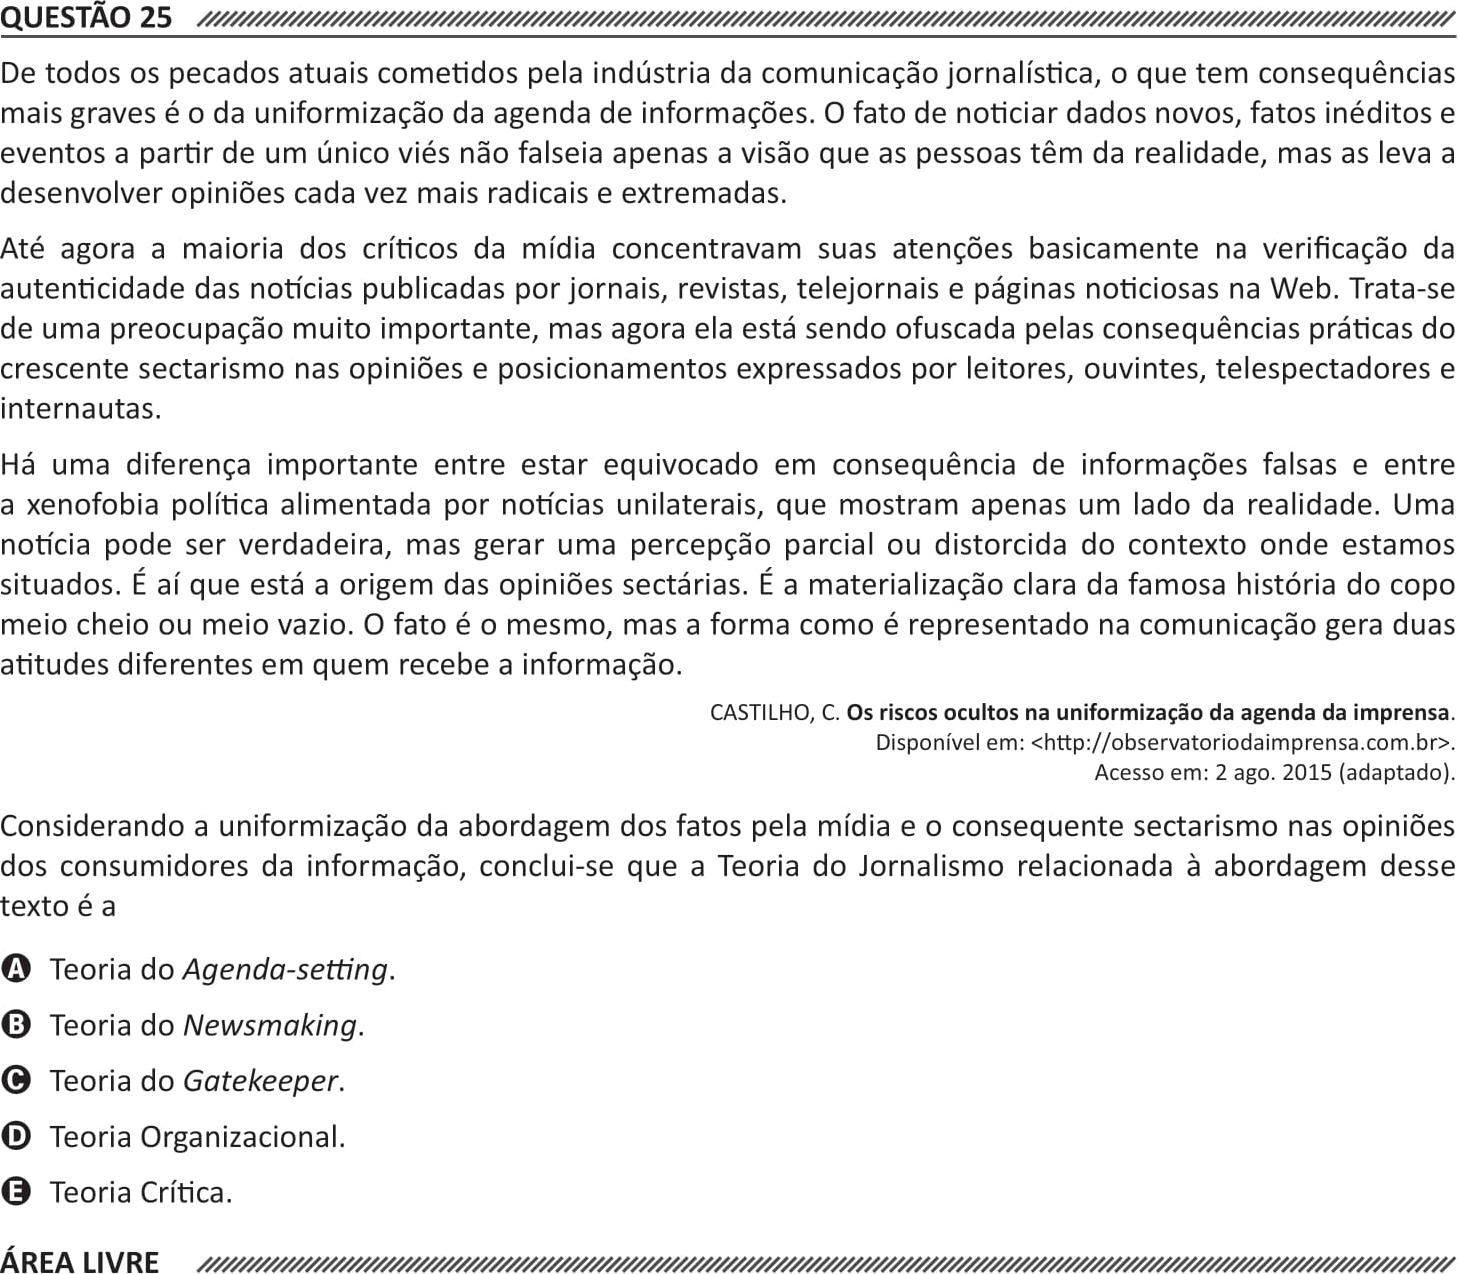 QUESTÃO 25
De todos os pecados atuais cometidos pela indústria da comunicação jornalística, o que tem consequências
mais graves é o da uniformização da agenda de informações. O fato de noticiar dados novos, fatos inéditos e
eventos a partir de um único viés não falseia apenas a visão que as pessoas têm da realidade, mas as leva a
desenvolver opiniões cada vez mais radicais e extremadas.
Até agora a maioria dos críticos da mídia concentravam suas atenções basicamente na verificação da
autenticidade das notícias publicadas por jornais, revistas, telejornais e páginas noticiosas na Web. Trata-se
de uma preocupação muito importante, mas agora ela está sendo ofuscada pelas consequências práticas do
crescente sectarismo nas opiniões e posicionamentos expressados por leitores, ouvintes, telespectadores e
internautas.
Há uma diferença importante entre estar equivocado em consequência de informações falsas e entre
a xenofobia política alimentada por notícias unilaterais, que mostram apenas um lado da realidade. Uma
notícia pode ser verdadeira, mas gerar uma percepção parcial ou distorcida do contexto onde estamos
situados. É aí que está a origem das opiniões sectárias. É a materialização clara da famosa história do copo
meio cheio ou meio vazio. O fato é o mesmo, mas a forma como é representado na comunicação gera duas
atitudes diferentes em quem recebe a informação.
CASTILHO, C. Os riscos ocultos na uniformização da agenda da imprensa.
Disponível em: <http://observatoriodaimprensa.com.br>.
Acesso em: 2 ago. 2015 (adaptado).
Considerando a uniformização da abordagem dos fatos pela mídia e o consequente sectarismo nas opiniões
dos consumidores da informação, conclui-se que a Teoria do Jornalismo relacionada à abordagem desse
texto é a
A Teoria do Agenda-setting.
B Teoria do Newsmaking.
C Teoria do Gatekeeper.
D Teoria Organizacional.
E Teoria Crítica.
ÁREA LIVRE